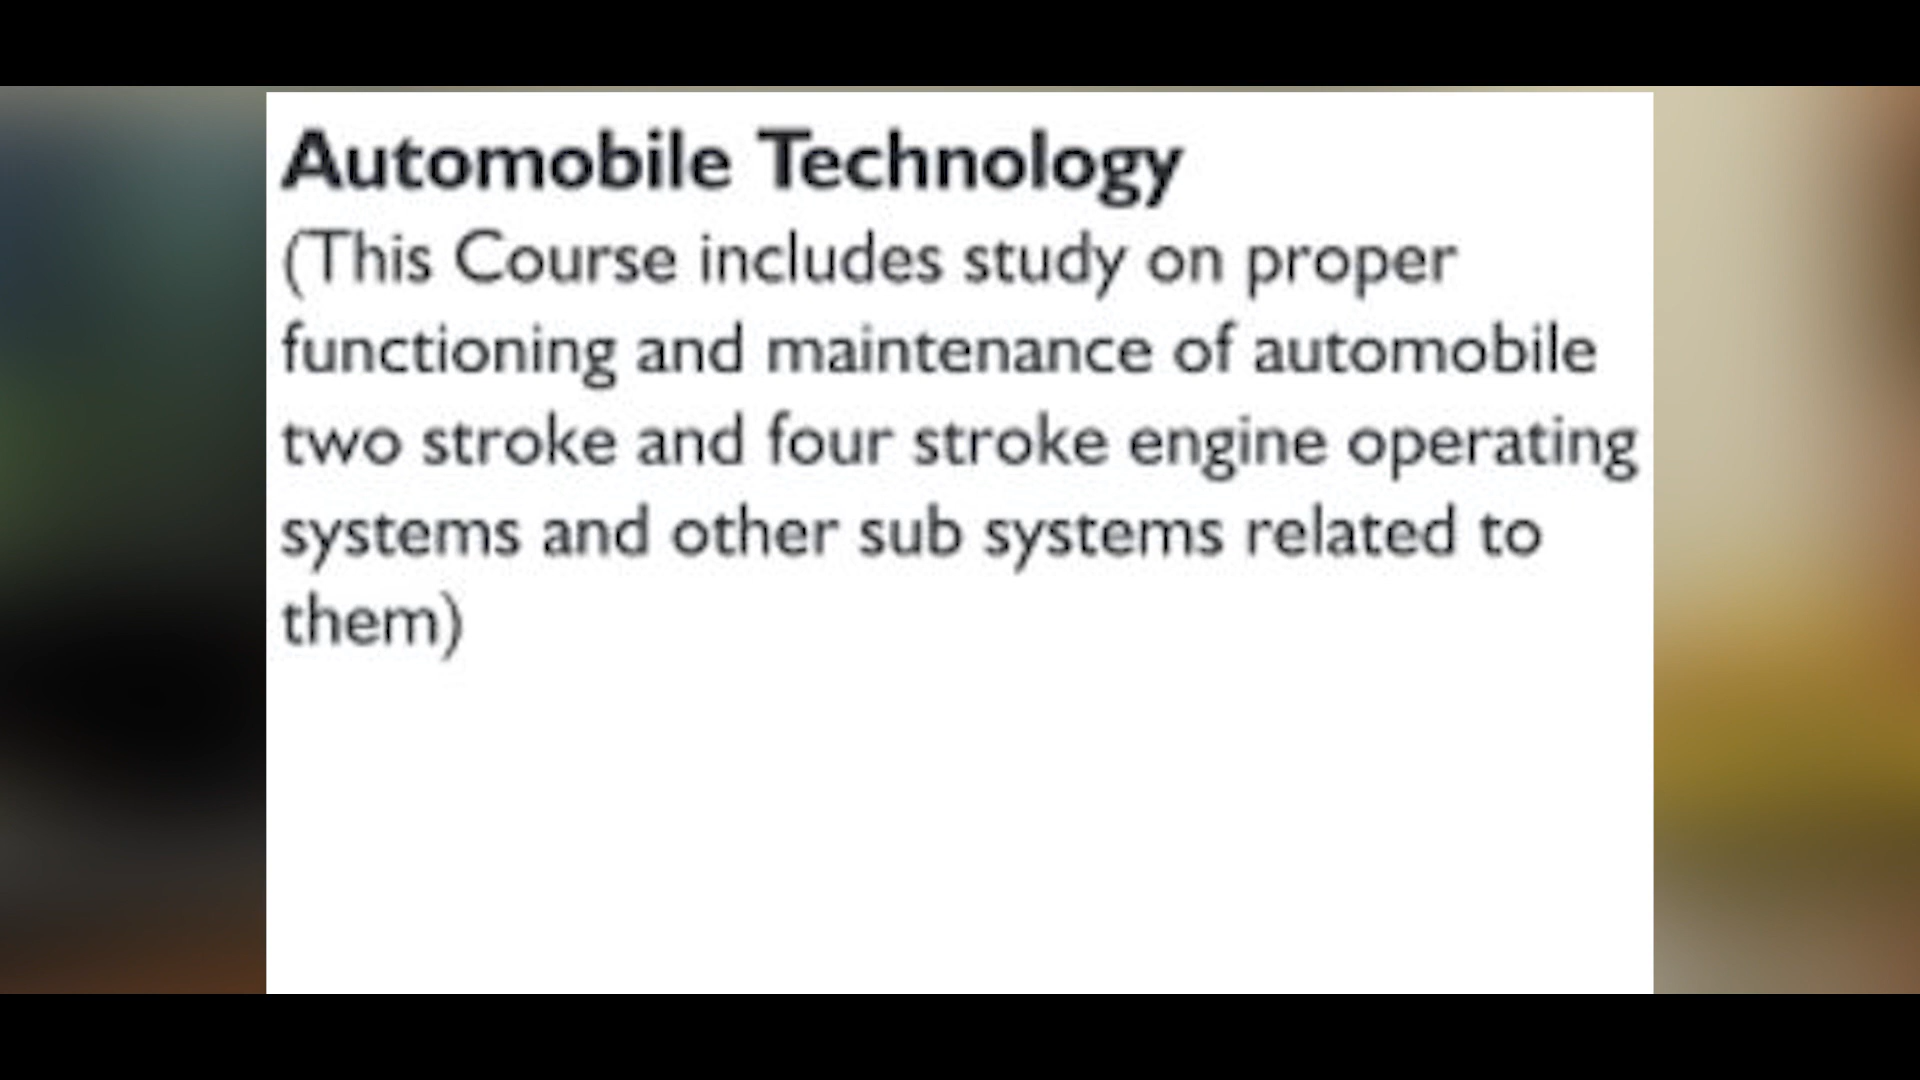 Automobile Technology
(This Course includes study on proper
functioning and maintenance of automobile
two stroke and four stroke engine operating
systems and other sub systems related to
them)